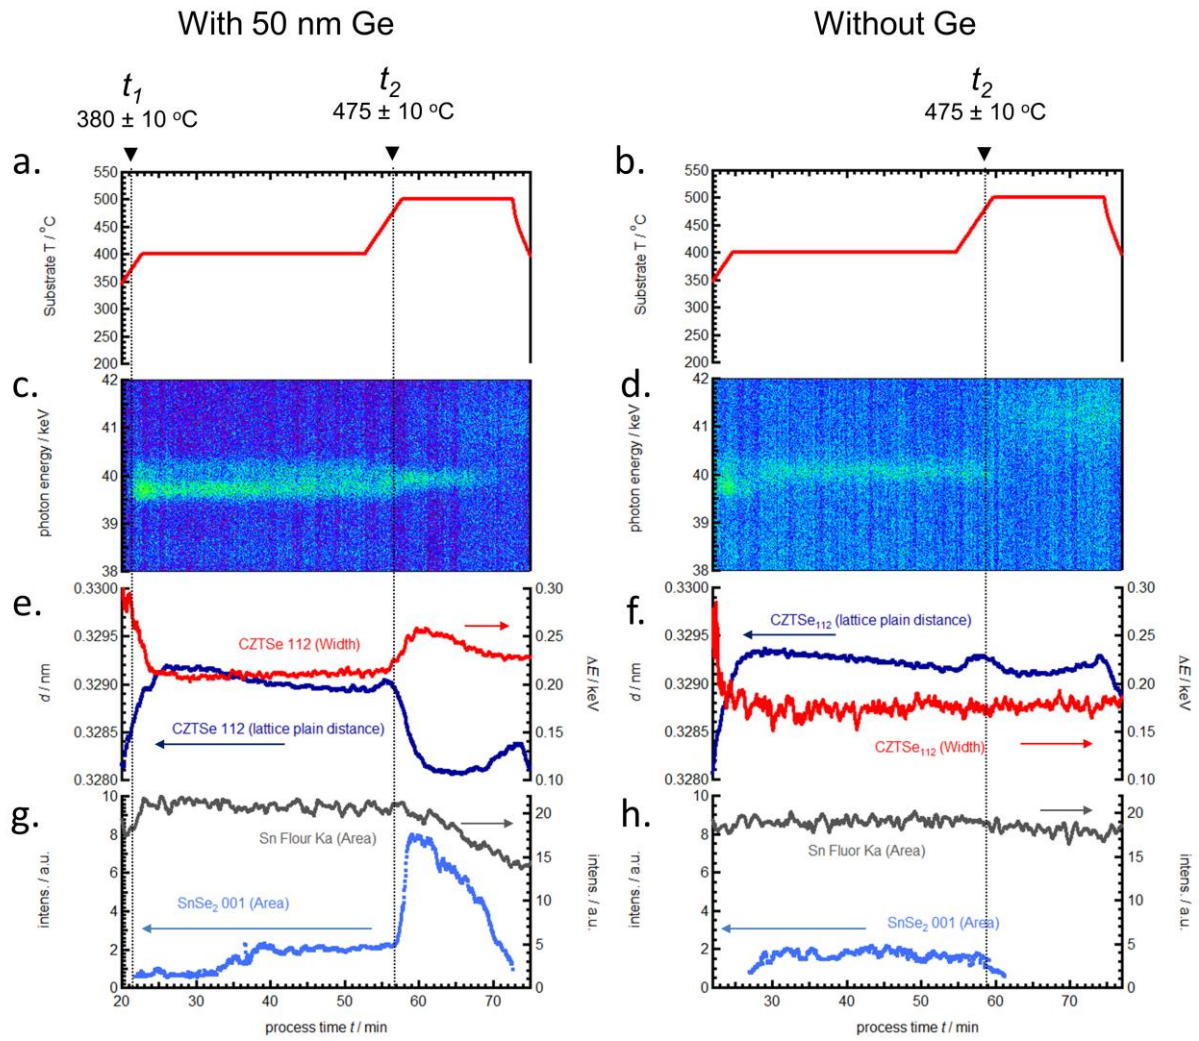 With 50 nm Ge
Without Ge
t1
380 ± 10 °C
t2
475 ± 10 °C
t2
475 ± 10 °C
a.
550
500
450
400
350
300
250
200
Substrate T / °C
b.
550
500
450
400
350
300
250
200
Substrate T / °C
c.
42
41
40
39
38
photon energy / keV
d.
42
41
40
39
38
photon energy / keV
e.
0.3300
0.3295
0.3290
0.3285
0.3280
d / nm
CZTSe 112 (Width)
CZTSe 112 (lattice plain distance)
0.30
0.25
0.20
0.15
0.10
ΔE / keV
f.
0.3300
0.3295
0.3290
0.3285
0.3280
d / nm
CZTSe112 (lattice plain distance)
CZTSe112 (Width)
0.30
0.25
0.20
0.15
0.10
ΔE / keV
g.
10
8
6
4
2
0
intens. / a.u.
Sn Flour Ka (Area)
SnSe2 001 (Area)
20
15
10
5
0
intens. / a.u.
20 30 40 50 60 70
process time t / min
h.
10
8
6
4
2
0
intens. / a.u.
Sn Fluor Ka (Area)
SnSe2 001 (Area)
20
15
10
5
0
intens. / a.u.
30 40 50 60 70
process time t / min